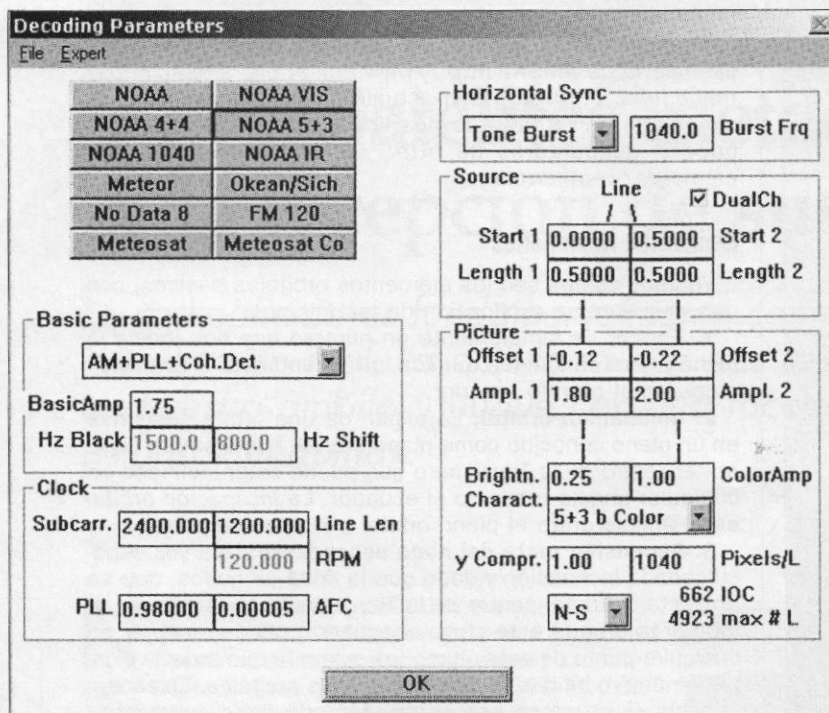 Decoding Parameters
File Expert
NOAA NOAA VIS
NOAA 4+4 NOAA 5+3
NOAA 1040 NOAA IR
Meteor Okean/Sich
No Data 8 FM 120
Meteosat Meteosat Co
Horizontal Sync
Tone Burst 1040.0 Burst Frq
Source
Line DualCh
Start 1 0.0000 0.5000 Start 2
Length 1 0.5000 0.5000 Length 2
Basic Parameters
AM+PLL+Coh.Det.
BasicAmp 1.75
Hz Black 1500.0 800.0 Hz Shift
Picture
Offset 1 -0.12 -0.22 Offset 2
Ampl. 1 1.80 2.00 Ampl. 2
Brightn. 0.25 1.00 ColorAmp
Charact. 5+3 l Color
y Compr. 1.00 1040 Pixels/L
N-S 662 IOC
4923 max # L
Clock
Subcarr. 2400.000 1200.000 Line Len
120.000 RPM
PLL 0.98000 0.00005 AFC
OK